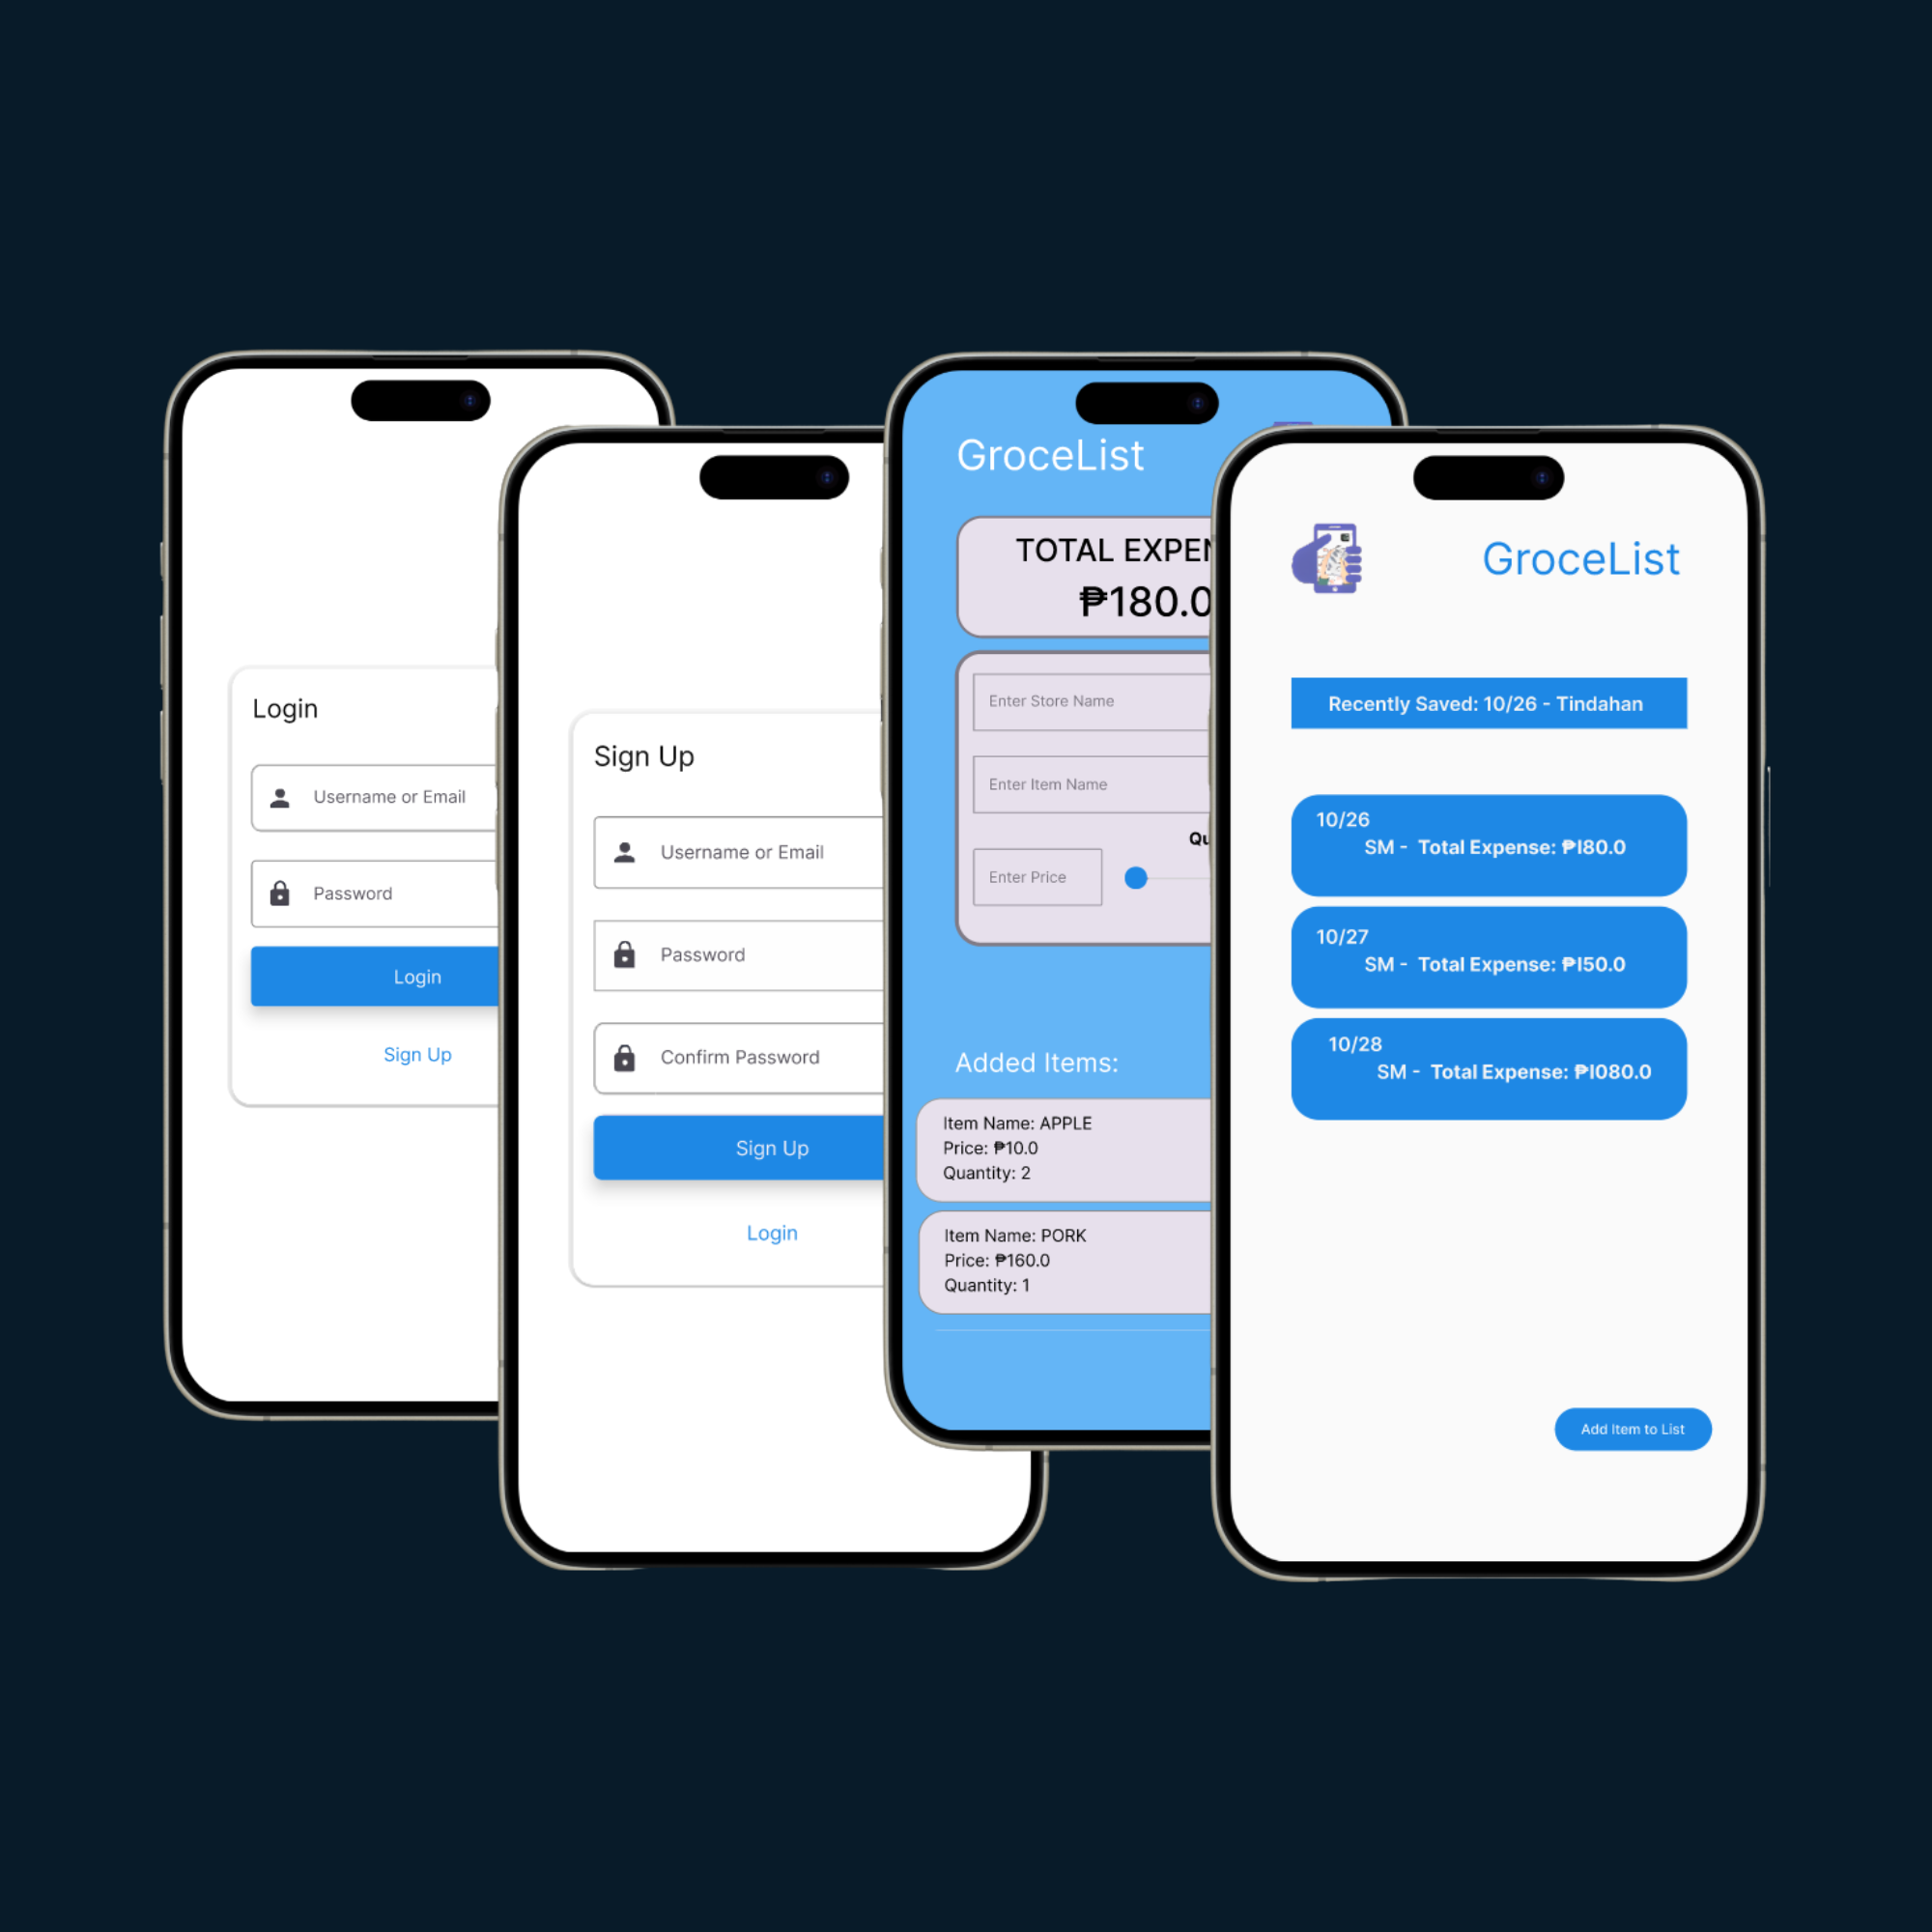 Login
Username or Email
Password
Login
Sign Up
Sign Up
Username or Email
Password
Confirm Password
Sign Up
Login
GroceList
TOTAL EXPEN
₱180.0
Enter Store Name
Enter Item Name
Qu
Enter Price
Added Items:
Item Name: APPLE
Price: ₱10.0
Quantity: 2
Item Name: PORK
Price: ₱160.0
Quantity: 1
GroceList
Recently Saved: 10/26 - Tindahan
10/26
SM - Total Expense: ₱I80.0
10/27
SM - Total Expense: ₱I50.0
10/28
SM - Total Expense: ₱I080.0
Add Item to List